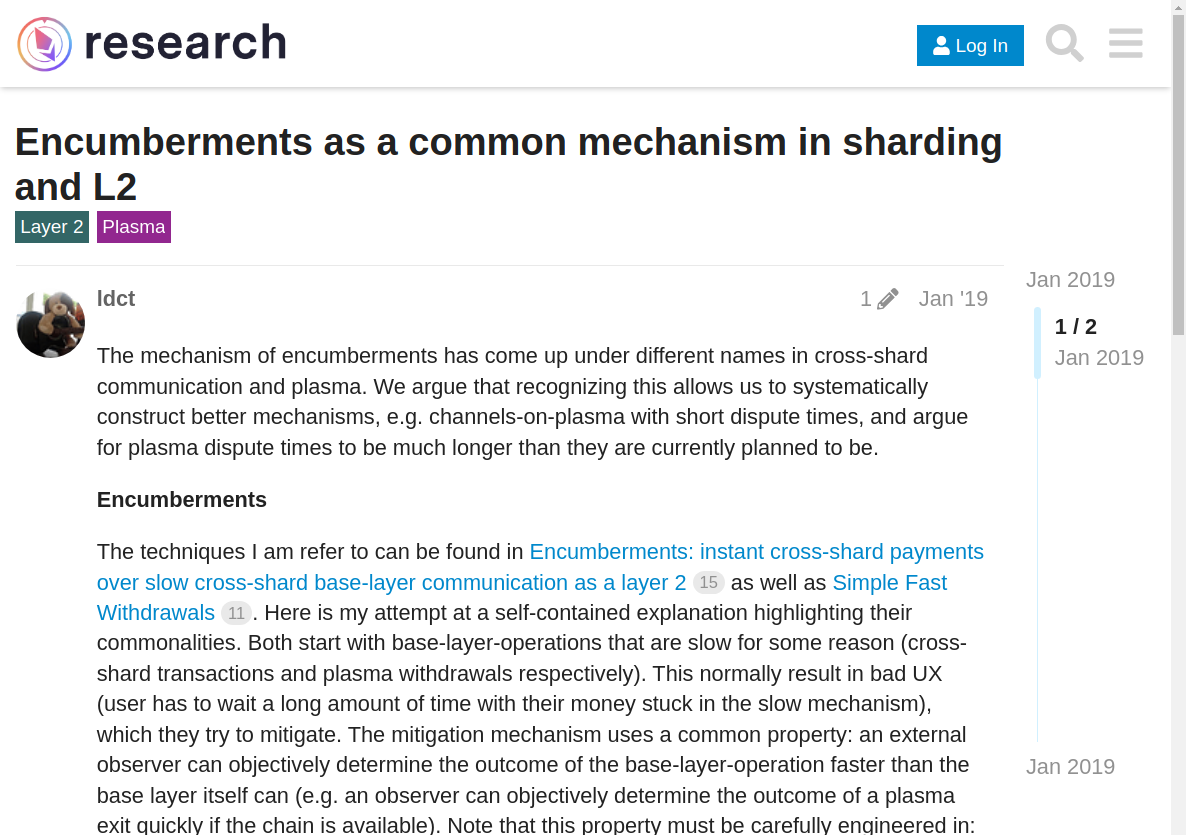 research
Log In
Encumberments as a common mechanism in sharding
and L2
Layer 2 Plasma
ldct
1 Jan '19
The mechanism of encumberments has come up under different names in cross-shard
communication and plasma. We argue that recognizing this allows us to systematically
construct better mechanisms, e.g. channels-on-plasma with short dispute times, and argue
for plasma dispute times to be much longer than they are currently planned to be.
Encumberments
The techniques I am refer to can be found in Encumberments: instant cross-shard payments
over slow cross-shard base-layer communication as a layer 2 15 as well as Simple Fast
Withdrawals 11 . Here is my attempt at a self-contained explanation highlighting their
commonalities. Both start with base-layer-operations that are slow for some reason (cross-
shard transactions and plasma withdrawals respectively). This normally result in bad UX
(user has to wait a long amount of time with their money stuck in the slow mechanism),
which they try to mitigate. The mitigation mechanism uses a common property: an external
observer can objectively determine the outcome of the base-layer-operation faster than the
base layer itself can (e.g. an observer can objectively determine the outcome of a plasma
exit quickly if the chain is available). Note that this property must be carefully engineered in:
Jan 2019
1 / 2
Jan 2019
Jan 2019